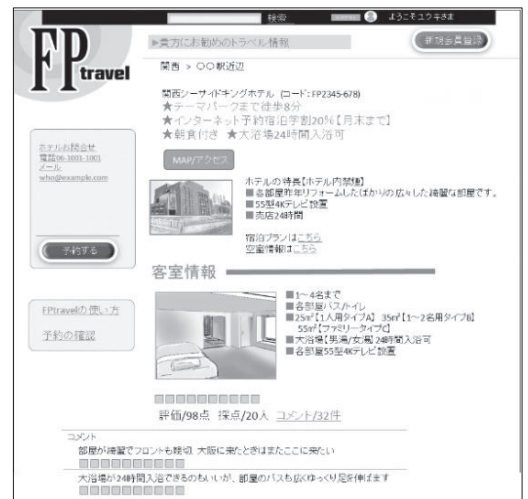 検索
ようこそユウキさま
FP travel
▶貴方にお勧めのトラベル情報
新規会員登録
関西 > 〇〇駅近辺
関西シーサイドキングホテル (コード: FP2345-678)
★テーマパークまで徒歩8分
★インターネット予約宿泊学割20%【月末まで】
★朝食付き ★大浴場24時間入浴可
MAP/アクセス
ホテルお問合せ
電話06-1001-1001
メール
who@example.com
予約する
ホテルの特長【ホテル内禁煙】
■各部屋昨年リフォームしたばかりの広々した綺麗な部屋です。
■55型4Kテレビ設置
■売店24時間
宿泊プランはこちら
空室情報はこちら
客室情報
FPtravelの使い方
予約の確認
■1~4名まで
■各部屋バス/トイレ
■25㎡【1人用タイプA】 35㎡【1~2名用タイプB】
55㎡【ファミリータイプC】
■大浴場【男湯/女湯】24時間入浴可
■各部屋55型4Kテレビ設置
評価/98点 採点/20人 コメント/32件
コメント
部屋が綺麗でフロントも親切 大阪に来たときはまたここに来たい
大浴場が24時間入浴できるのもいいが、部屋のバスも広くゆっくり足を伸ばます